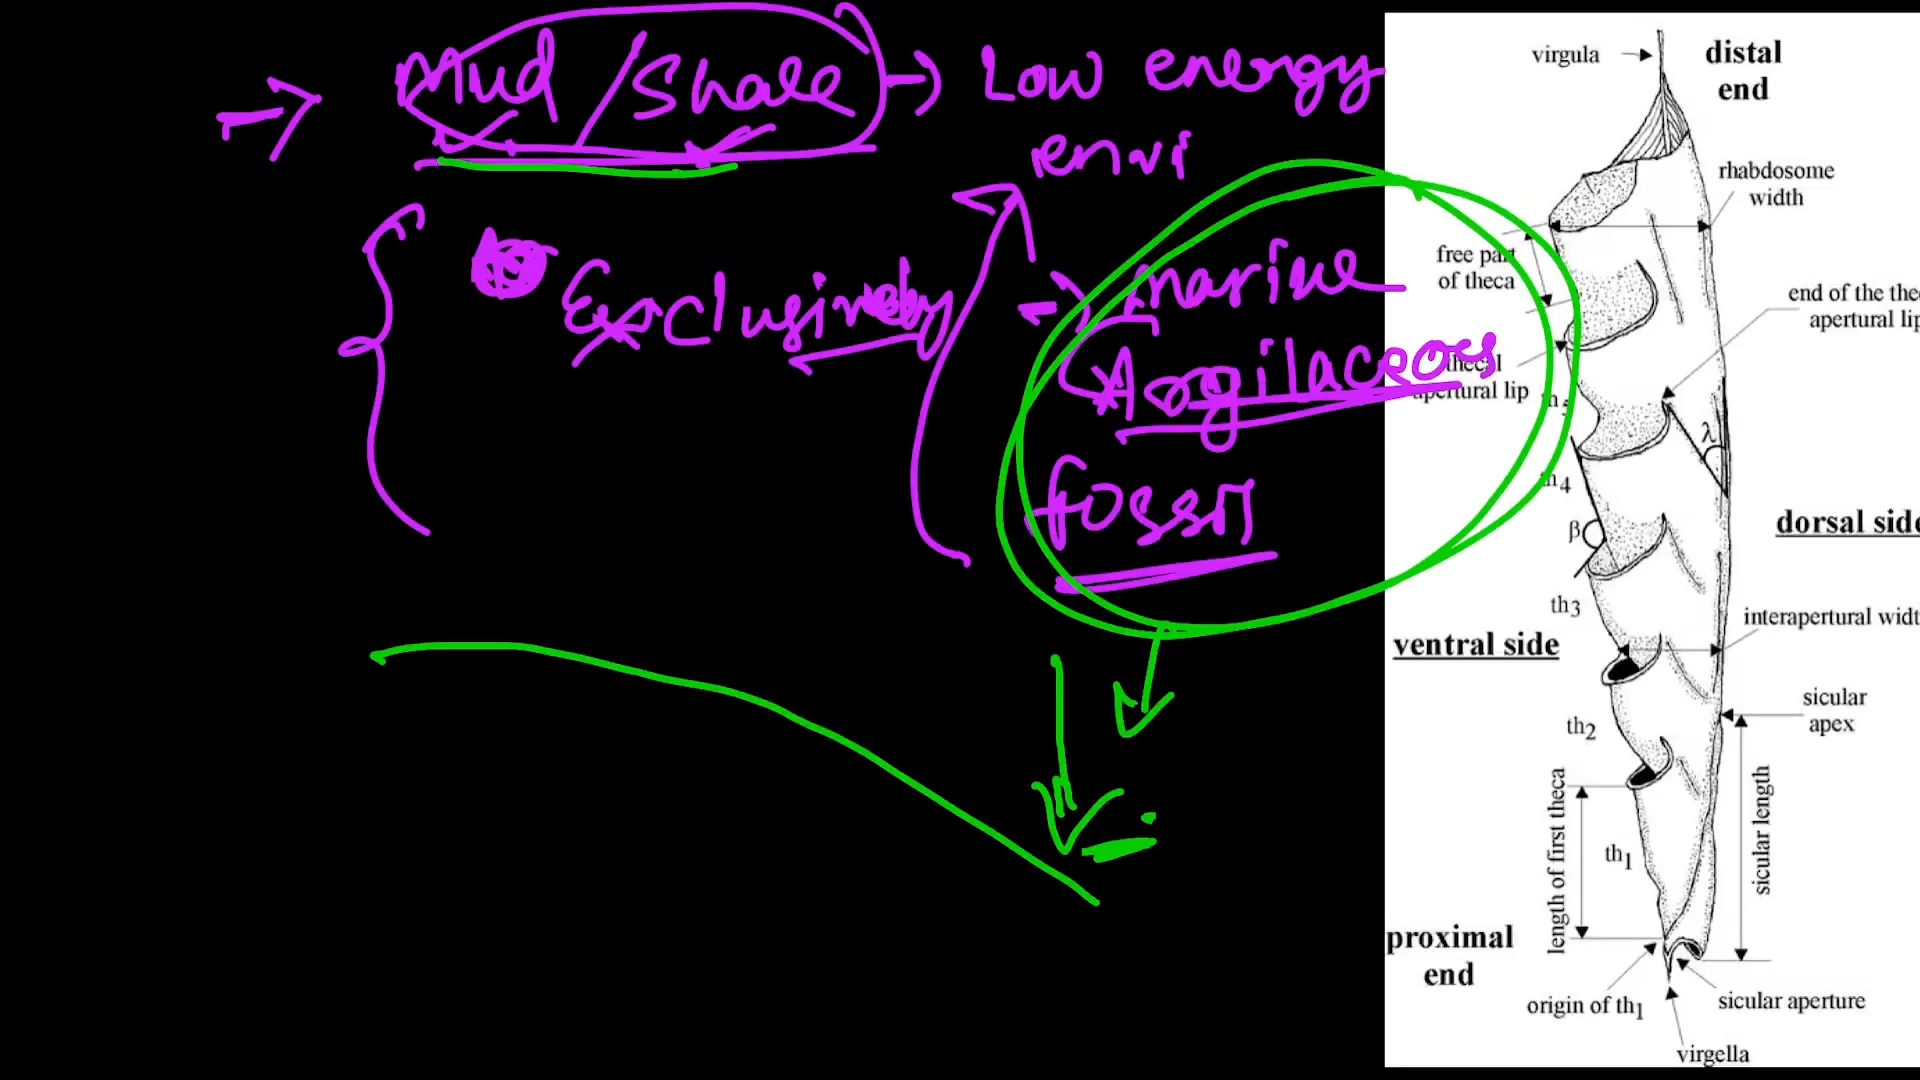 → Mud / Shale → Low energy
envi
Exclusively → marine
Argilaceous
fossil
virgula
distal
end
rhabdosome
width
free part
of theca
end of the the
apertural lip
thecal
apertural lip
th5
λ
th4
β
dorsal side
th3
interapertural widt
ventral side
sicular
apex
th2
length of first theca
sicular length
th1
proximal
end
origin of th1
sicular aperture
virgella